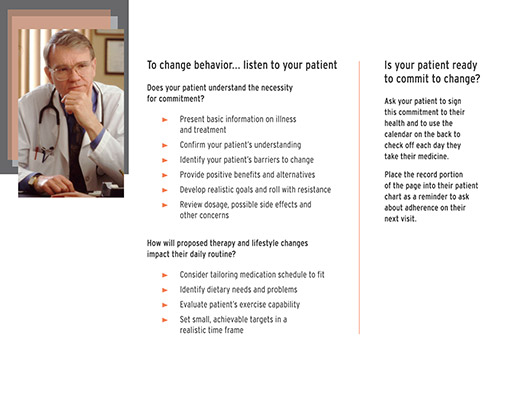 To change behavior... listen to your patient
Does your patient understand the necessity
for commitment?
Present basic information on illness
and treatment
Confirm your patient's understanding
Identify your patient's barriers to change
Provide positive benefits and alternatives
Develop realistic goals and roll with resistance
Review dosage, possible side effects and
other concerns
How will proposed therapy and lifestyle changes
impact their daily routine?
Consider tailoring medication schedule to fit
Identify dietary needs and problems
Evaluate patient's exercise capability
Set small, achievable targets in a
realistic time frame
Is your patient ready
to commit to change?
Ask your patient to sign
this commitment to their
health and to use the
calendar on the back to
check off each day they
take their medicine.
Place the record portion
of the page into their patient
chart as a reminder to ask
about adherence on their
next visit.